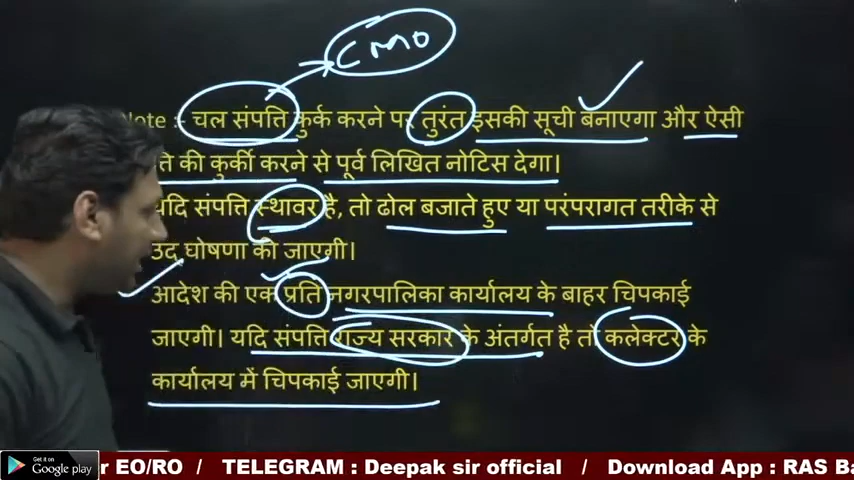 CMO
Note :- चल संपत्ति कुर्क करने पर तुरंत इसकी सूची बनाएगा और ऐसी
की कुर्की करने से पूर्व लिखित नोटिस देगा।
यदि संपत्ति स्थावर है, तो ढोल बजाते हुए या परंपरागत तरीके से
उद घोषणा की जाएगी।
आदेश की एक प्रति नगरपालिका कार्यालय के बाहर चिपकाई
जाएगी। यदि संपत्ति राज्य सरकार के अंतर्गत है तो कलेक्टर के
कार्यालय में चिपकाई जाएगी।
Get it on
Google play
r EO/RO / TELEGRAM : Deepak sir official / Download App : RAS Ba